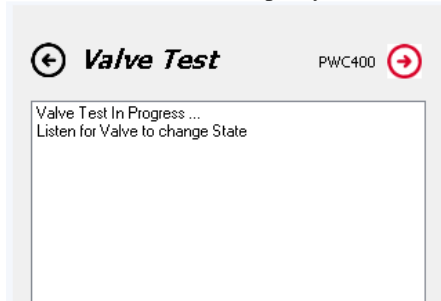 Valve Test
PWC400
Valve Test In Progress ...
Listen for Valve to change State